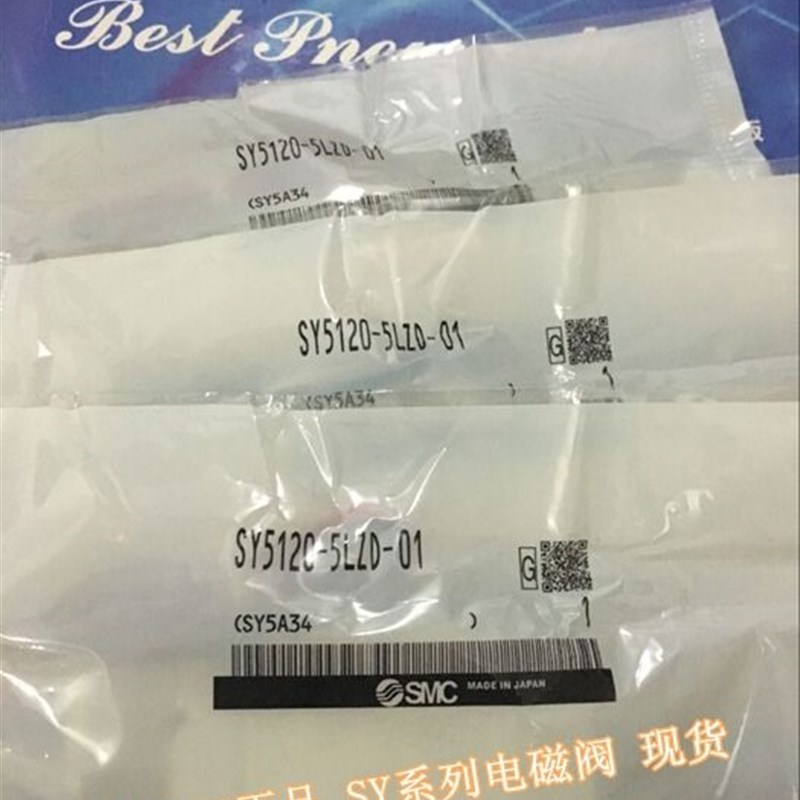 Best Pneu
SY5120-5LZD-01
G
(SY5A34 )
1
SY5120-5LZD-01
G
(SY5A34 )
1
SY5120-5LZD-01
G
(SY5A34 )
1
SMC MADE IN JAPAN
SY系列电磁阀 现货